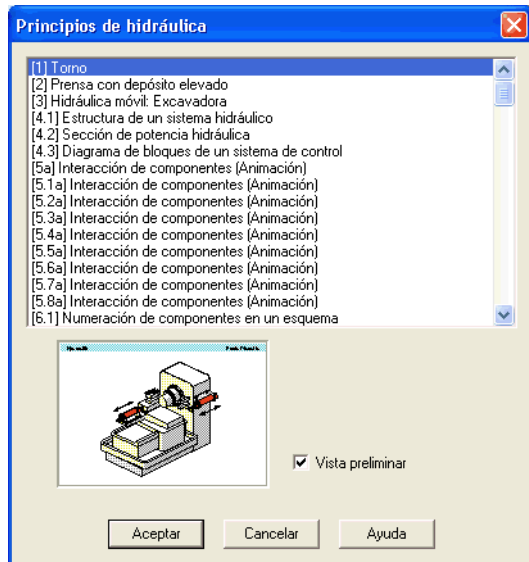 Principios de hidráulica
[1] Torno
[2] Prensa con depósito elevado
[3] Hidráulica móvil: Excavadora
[4.1] Estructura de un sistema hidráulico
[4.2] Sección de potencia hidráulica
[4.3] Diagrama de bloques de un sistema de control
[5a] Interacción de componentes (Animación)
[5.1a] Interacción de componentes (Animación)
[5.2a] Interacción de componentes (Animación)
[5.3a] Interacción de componentes (Animación)
[5.4a] Interacción de componentes (Animación)
[5.5a] Interacción de componentes (Animación)
[5.6a] Interacción de componentes (Animación)
[5.7a] Interacción de componentes (Animación)
[5.8a] Interacción de componentes (Animación)
[6.1] Numeración de componentes en un esquema
Vista preliminar
Aceptar
Cancelar
Ayuda